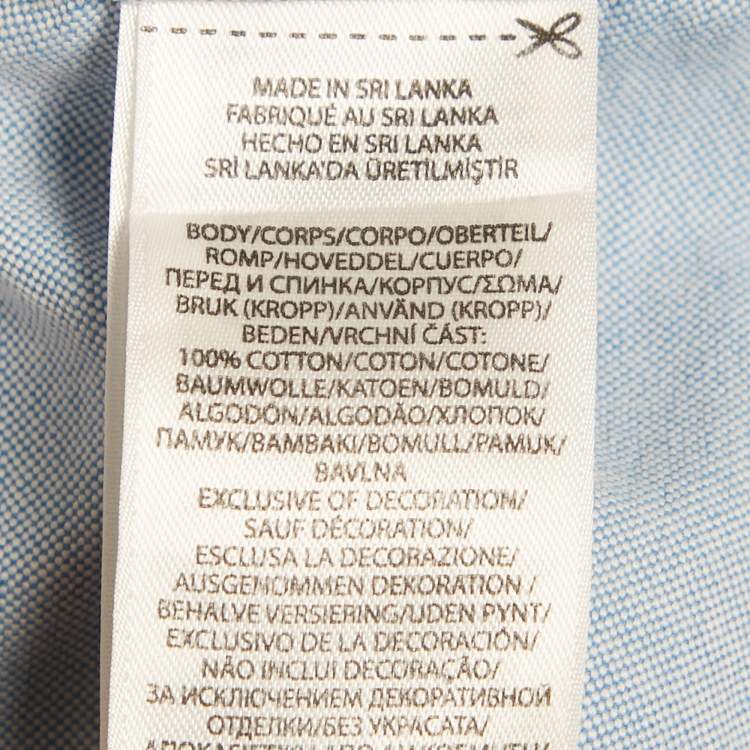 MADE IN SRI LANKA
FABRIQUÉ AU SRI LANKA
HECHO EN SRI LANKA
SRİ LANKA'DA ÜRETİLMİŞTİR
BODY/CORPS/CORPO/OBERTEIL/
ROMP/HOVEDDEL/CUERPO/
ПЕРЕД И СПИНКА/КОРПУС/ΣΩΜΑ/
BRUK (KROPP)/ANVÄND (KROPP)/
BEDEN/VRCHNÍ ČÁST:
100% COTTON/COTON/COTONE/
BAUMWOLLE/KATOEN/BOMULD/
ALGODÓN/ALGODÃO/ХЛОПОК/
ПАМУК/ΒΑΜΒΑΚΙ/BOMULL/PAMUK/
BAVLNA
EXCLUSIVE OF DECORATION/
SAUF DÉCORATION/
ESCLUSA LA DECORAZIONE/
AUSGENOMMEN DEKORATION /
BEHALVE VERSIERING/UDEN PYNT/
EXCLUSIVO DE LA DECORACIÓN/
NÃO INCLUI DECORAÇÃO/
ЗА ИСКЛЮЧЕНИЕМ ДЕКОРАТИВНОЙ
ОТДЕЛКИ/БЕЗ УКРАСАТА/